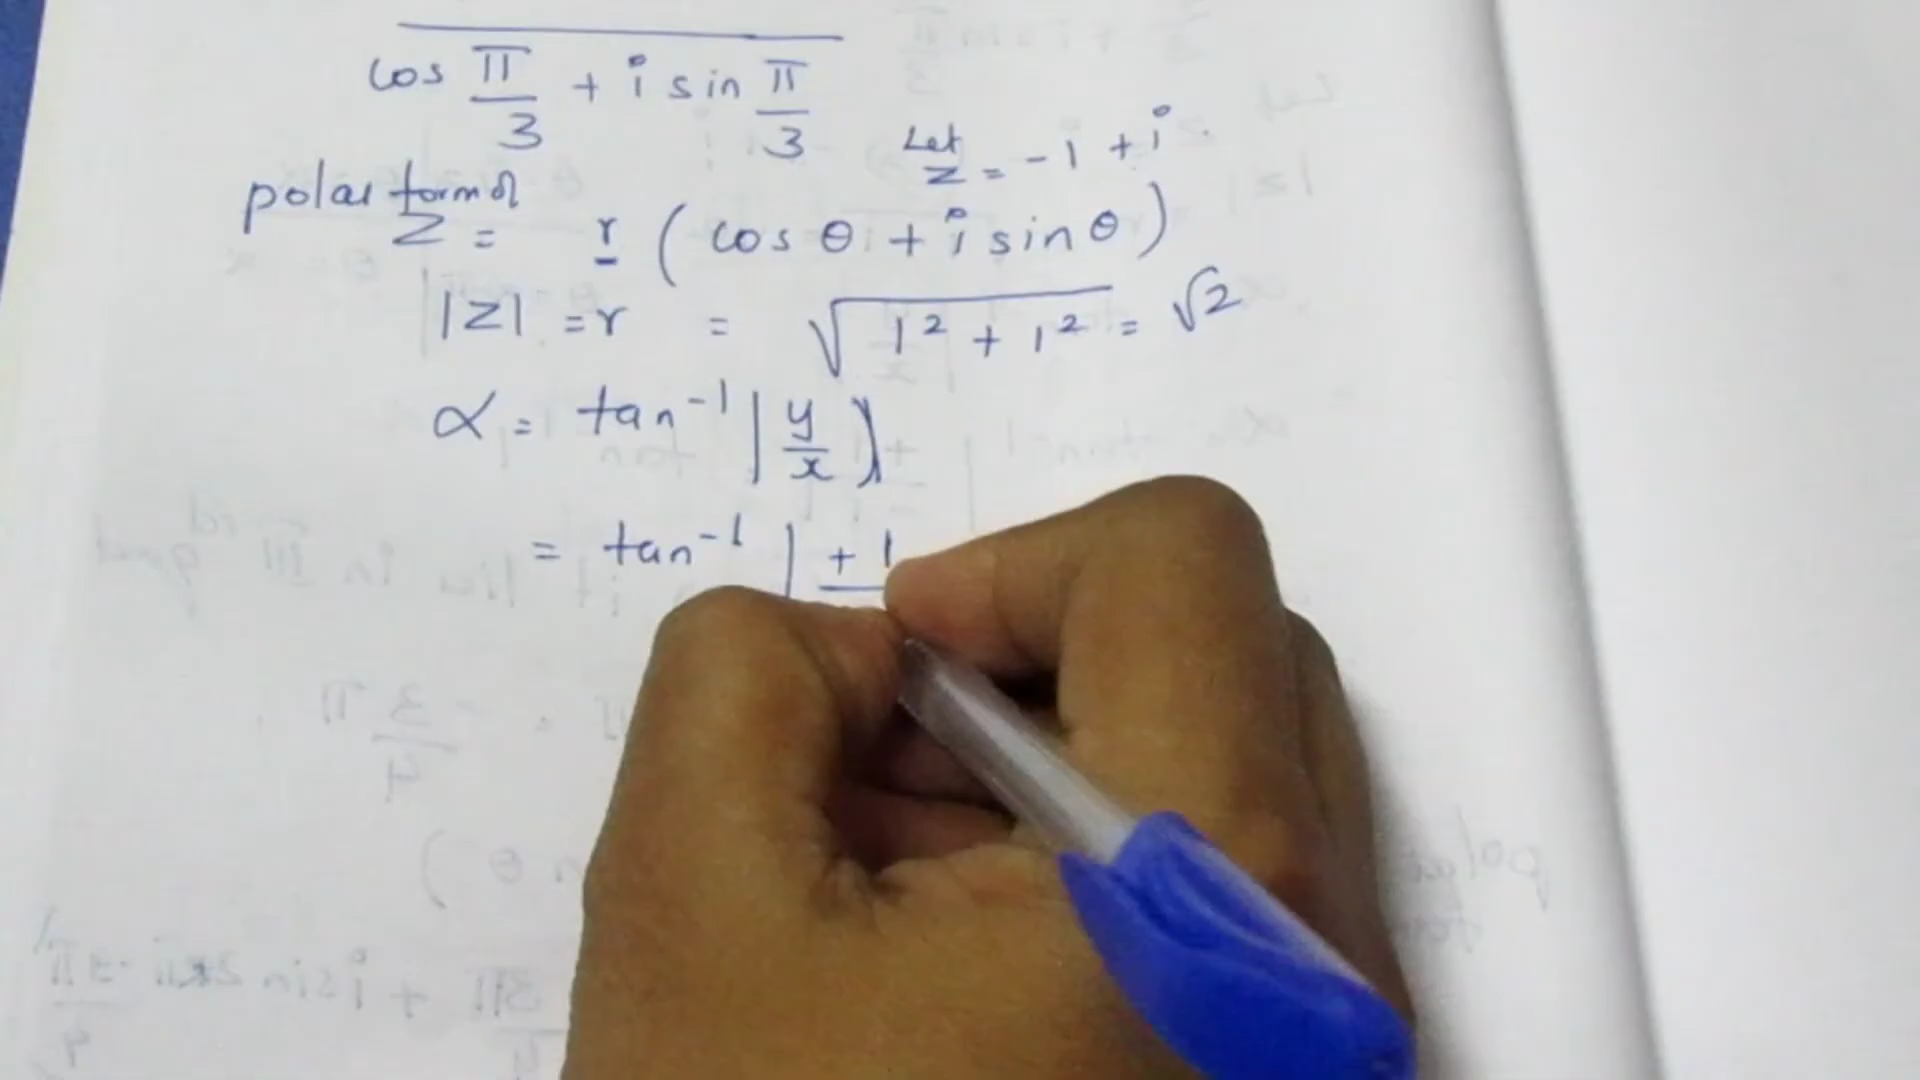 cos π/3 + i sin π/3
Let z = -1 + i
polar form of
z = r ( cos θ + i sin θ )
|z| = r = √(1² + 1²) = √2
α = tan⁻¹ | y/x |
= tan⁻¹ | +1